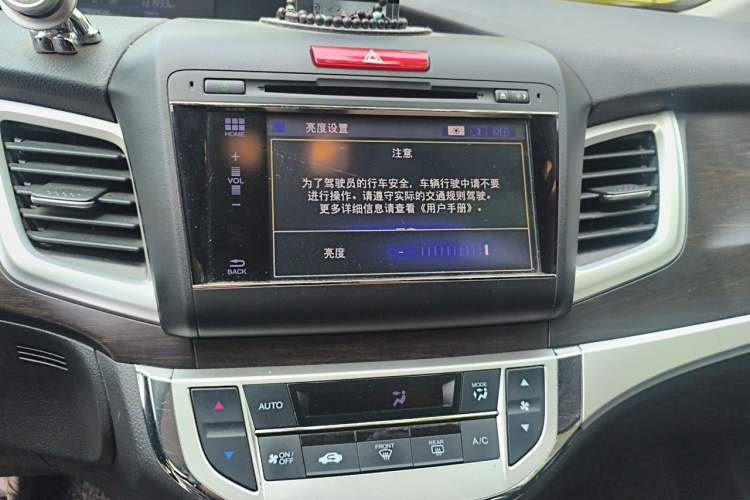 HOME
VOL
BACK
亮度设置
OFF
注意
为了驾驶员的行车安全，车辆行驶中请不要
进行操作。请遵守实际的交通规则驾驶。
更多详细信息请查看《用户手册》。
亮度
AUTO
MODE
ON/
OFF
FRONT
REAR
A/C